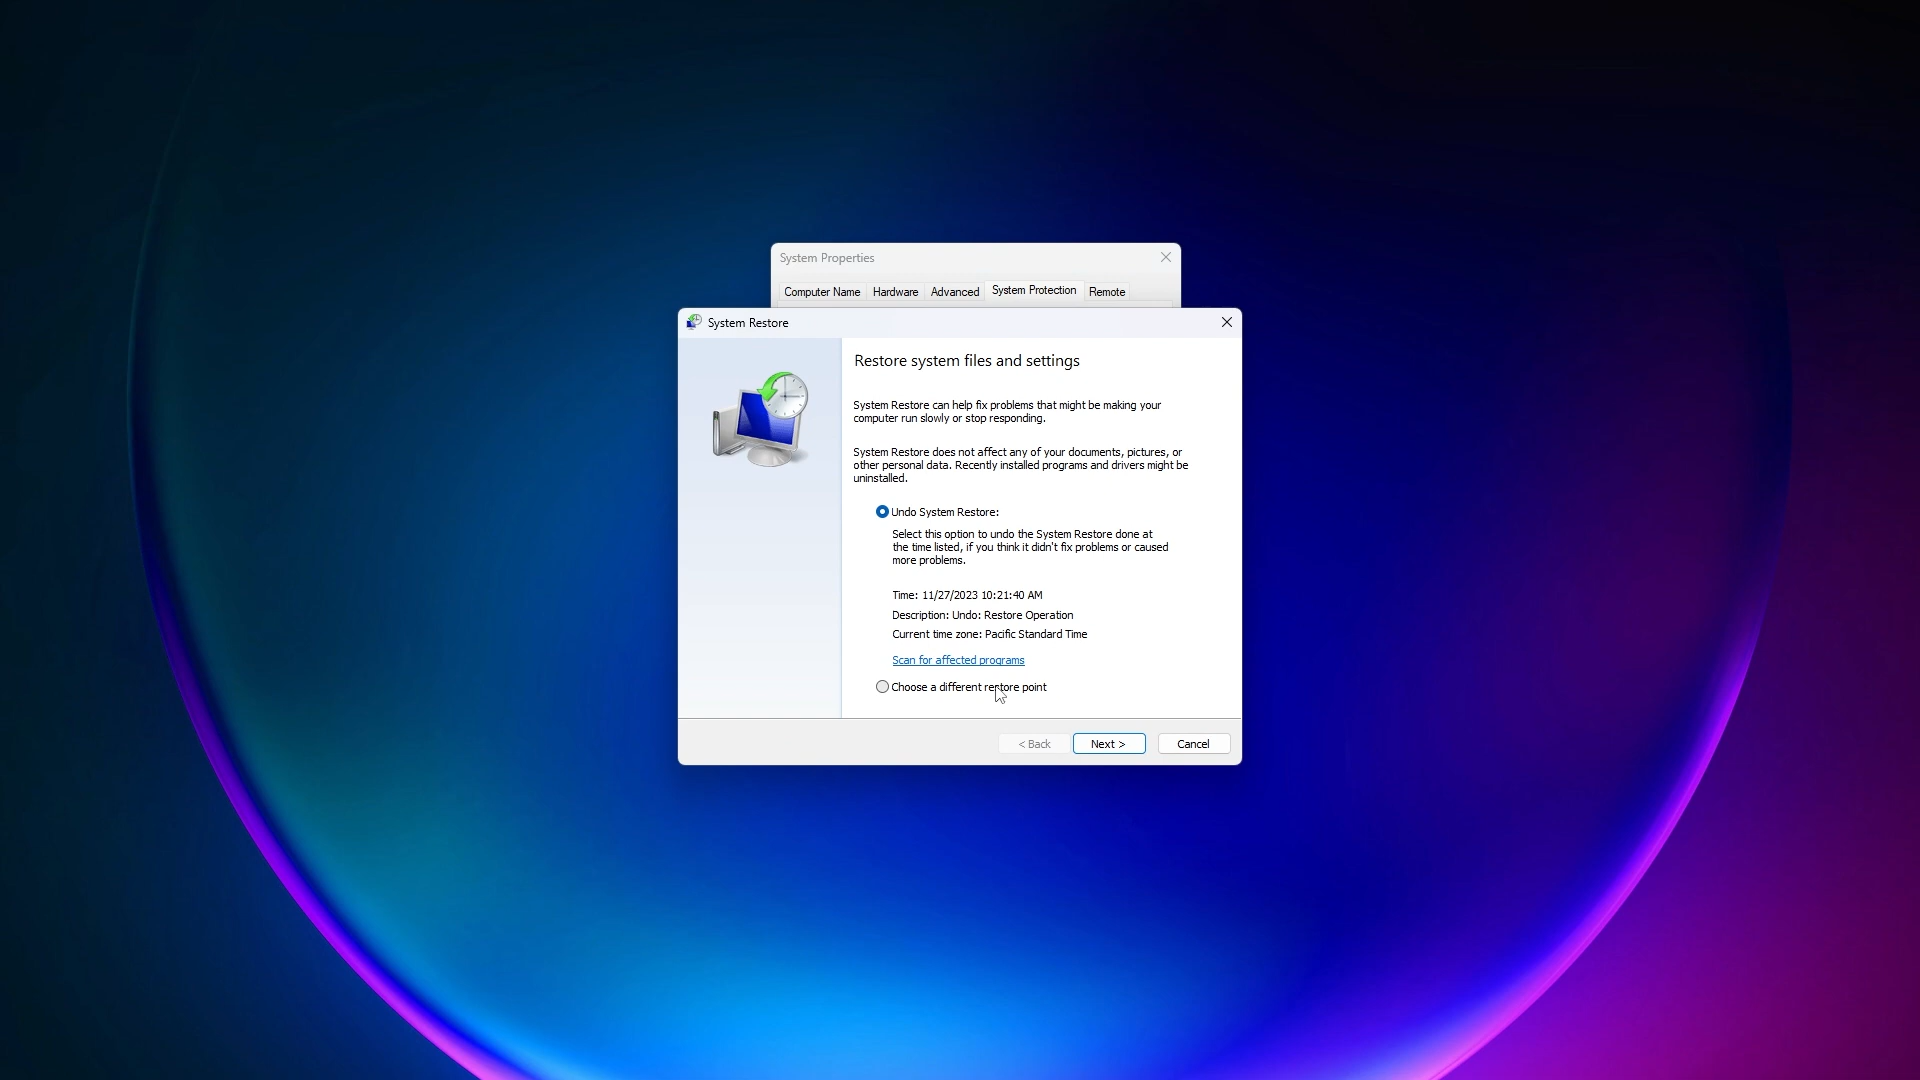 System Properties
Computer Name Hardware Advanced System Protection Remote
System Restore
Restore system files and settings
System Restore can help fix problems that might be making your
computer run slowly or stop responding.
System Restore does not affect any of your documents, pictures, or
other personal data. Recently installed programs and drivers might be
uninstalled.
Undo System Restore:
Select this option to undo the System Restore done at
the time listed, if you think it didn't fix problems or caused
more problems.
Time: 11/27/2023 10:21:40 AM
Description: Undo: Restore Operation
Current time zone: Pacific Standard Time
Scan for affected programs
Choose a different restore point
< Back Next > Cancel